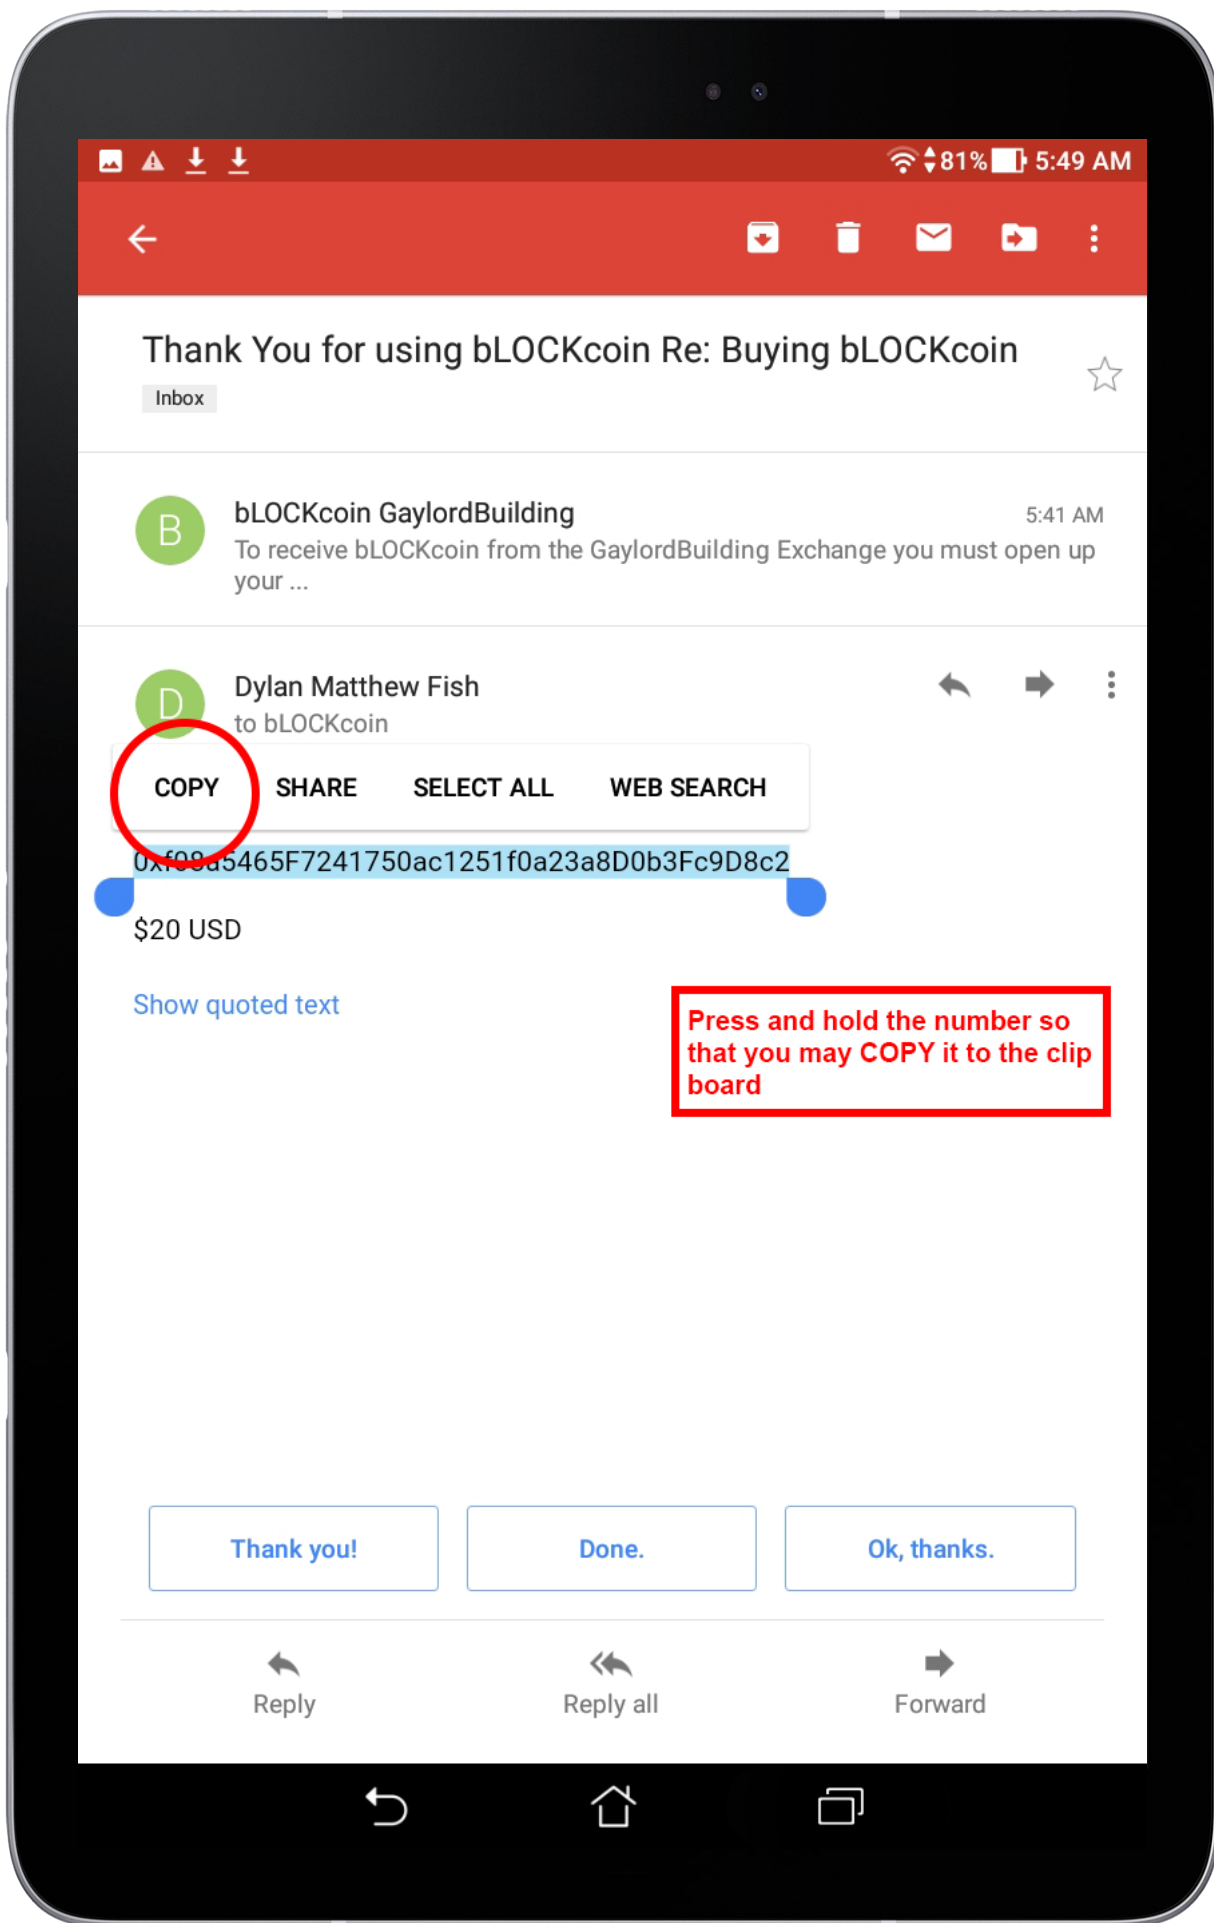 81% 5:49 AM
Thank You for using bLOCKcoin Re: Buying bLOCKcoin
Inbox
B
bLOCKcoin GaylordBuilding
5:41 AM
To receive bLOCKcoin from the GaylordBuilding Exchange you must open up
your ...
D
Dylan Matthew Fish
to bLOCKcoin
COPY SHARE SELECT ALL WEB SEARCH
0xf08a5465F7241750ac1251f0a23a8D0b3Fc9D8c2
$20 USD
Show quoted text
Press and hold the number so
that you may COPY it to the clip
board
Thank you! Done. Ok, thanks.
Reply Reply all Forward